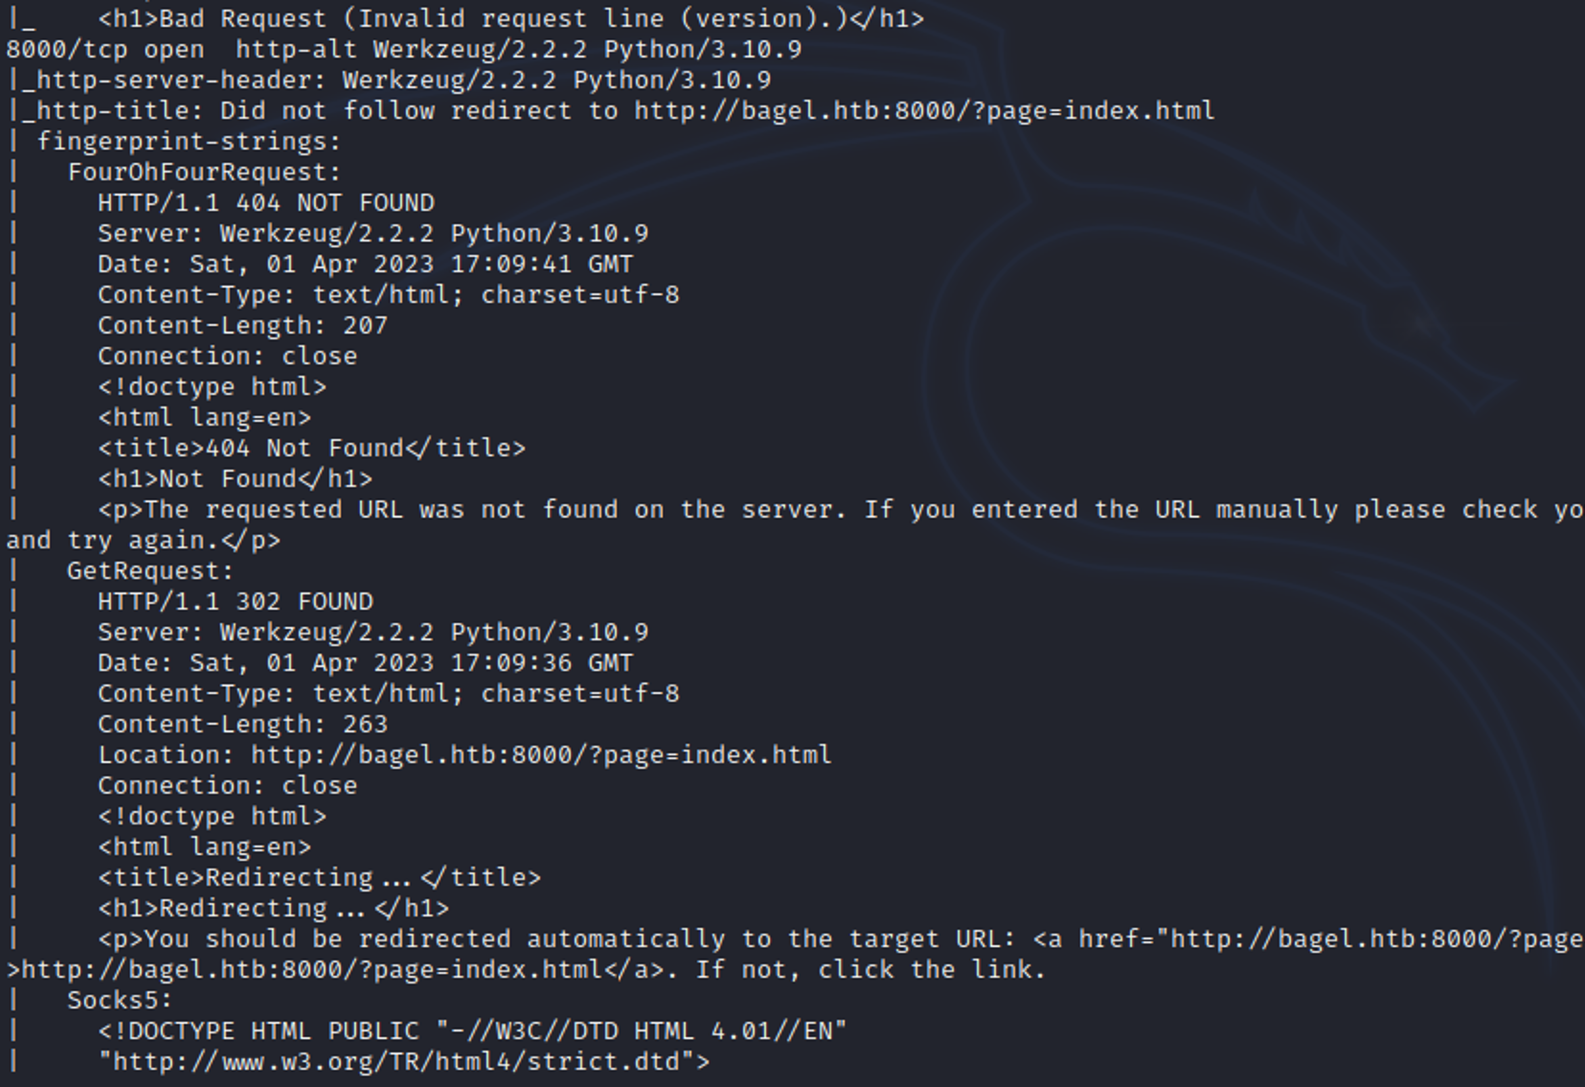 |_    <h1>Bad Request (Invalid request line (version).)</h1>
8000/tcp open  http-alt Werkzeug/2.2.2 Python/3.10.9
|_http-server-header: Werkzeug/2.2.2 Python/3.10.9
|_http-title: Did not follow redirect to http://bagel.htb:8000/?page=index.html
| fingerprint-strings:
|   FourOhFourRequest:
|     HTTP/1.1 404 NOT FOUND
|     Server: Werkzeug/2.2.2 Python/3.10.9
|     Date: Sat, 01 Apr 2023 17:09:41 GMT
|     Content-Type: text/html; charset=utf-8
|     Content-Length: 207
|     Connection: close
|     <!doctype html>
|     <html lang=en>
|     <title>404 Not Found</title>
|     <h1>Not Found</h1>
|     <p>The requested URL was not found on the server. If you entered the URL manually please check yo
and try again.</p>
|   GetRequest:
|     HTTP/1.1 302 FOUND
|     Server: Werkzeug/2.2.2 Python/3.10.9
|     Date: Sat, 01 Apr 2023 17:09:36 GMT
|     Content-Type: text/html; charset=utf-8
|     Content-Length: 263
|     Location: http://bagel.htb:8000/?page=index.html
|     Connection: close
|     <!doctype html>
|     <html lang=en>
|     <title>Redirecting...</title>
|     <h1>Redirecting...</h1>
|     <p>You should be redirected automatically to the target URL: <a href="http://bagel.htb:8000/?page
>http://bagel.htb:8000/?page=index.html</a>. If not, click the link.
|   Socks5:
|     <!DOCTYPE HTML PUBLIC "-//W3C//DTD HTML 4.01//EN"
|     "http://www.w3.org/TR/html4/strict.dtd">